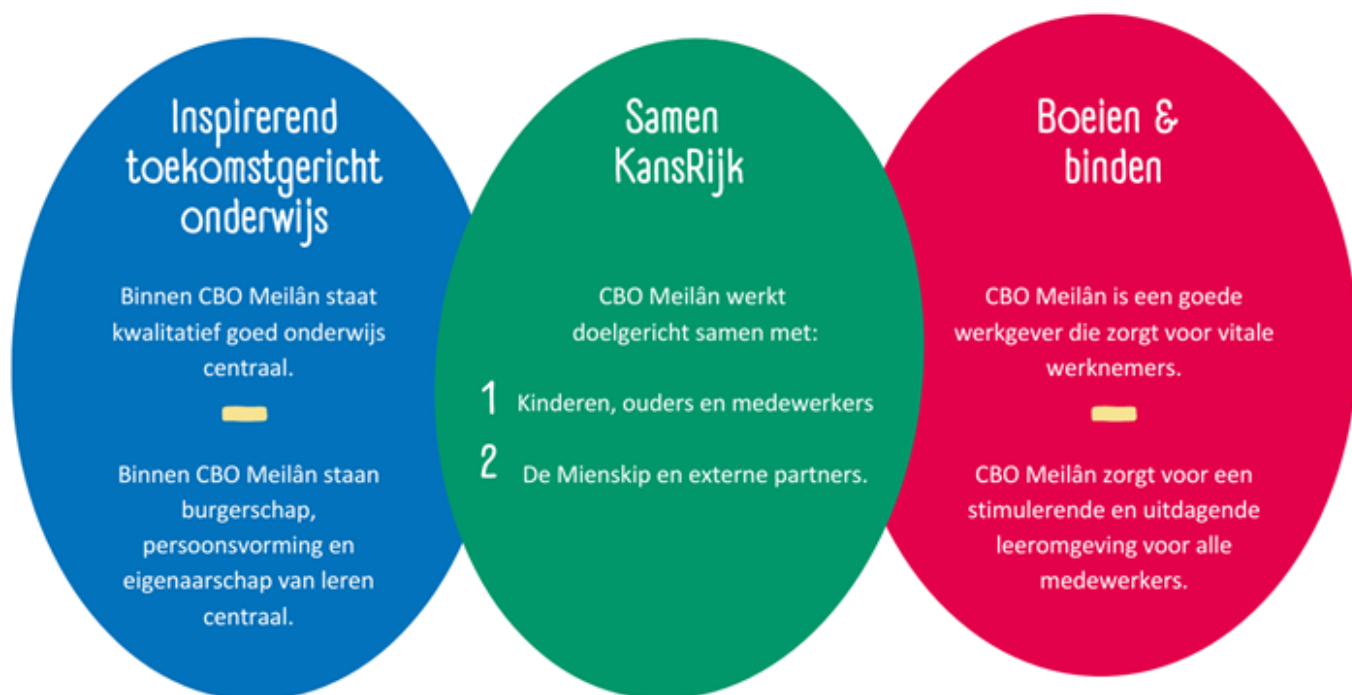 Inspirerend
toekomstgericht
onderwijs
Binnen CBO Meilân staat
kwalitatief goed onderwijs
centraal.
Binnen CBO Meilân staan
burgerschap,
persoonsvorming en
eigenaarschap van leren
centraal.
Samen
KansRijk
CBO Meilân werkt
doelgericht samen met:
1 Kinderen, ouders en medewerkers
2 De Mienskip en externe partners.
Boeien &
binden
CBO Meilân is een goede
werkgever die zorgt voor vitale
werknemers.
CBO Meilân zorgt voor een
stimulerende en uitdagende
leeromgeving voor alle
medewerkers.